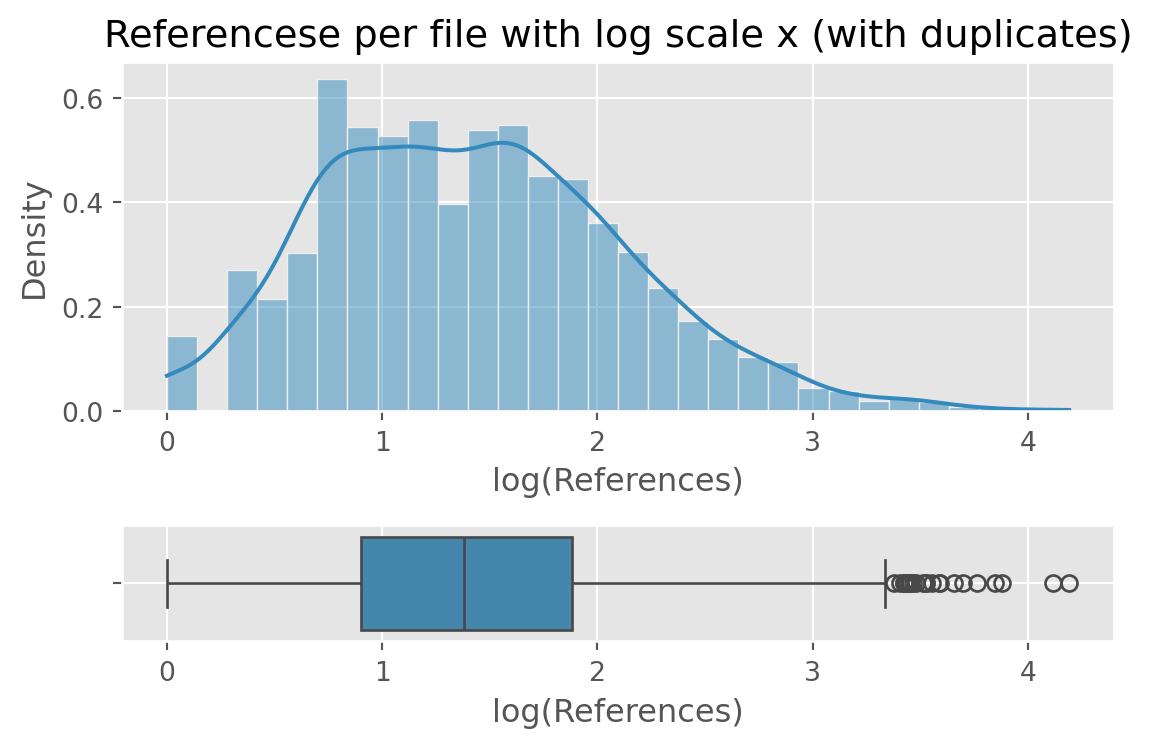 Referencese per file with log scale x (with duplicates)
0.6
0.4
0.2
0.0
Density
0 1 2 3 4
log(References)
0 1 2 3 4
log(References)